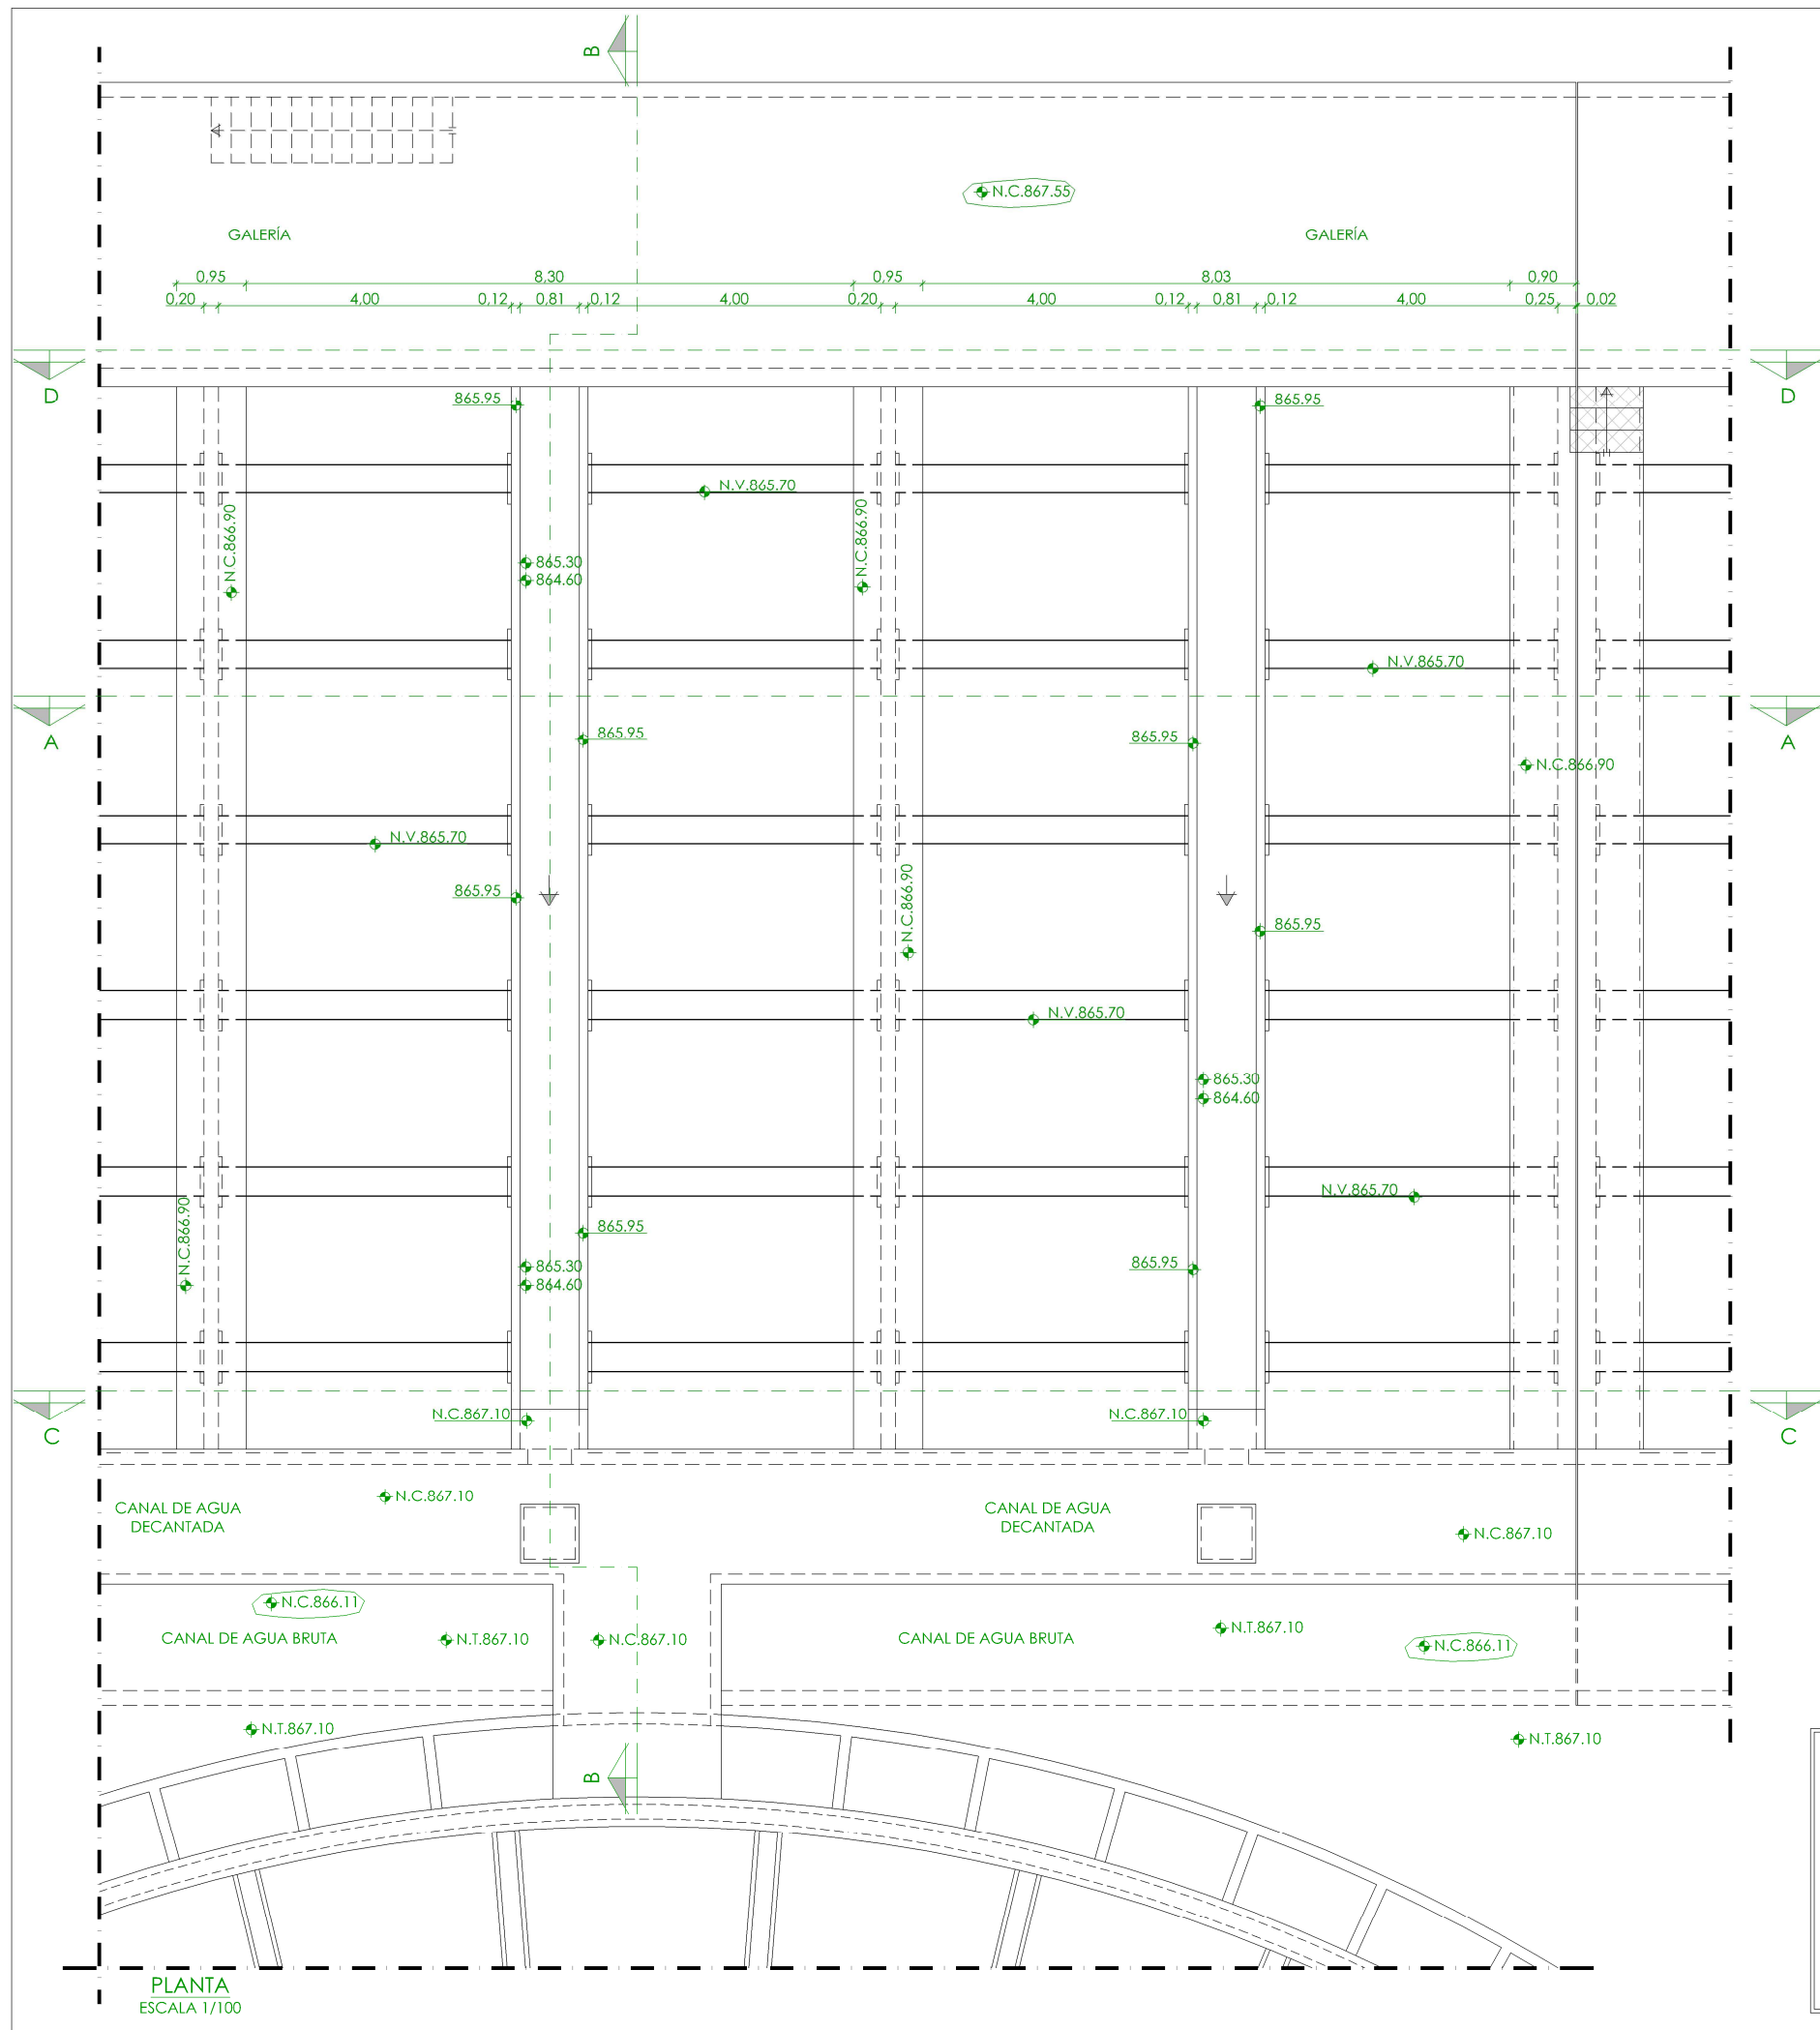 B
N.C.867.55
GALERÍA
GALERÍA
0,95
8.30
0,95
8,03
0,90
0,20
4,00
0,12
0,81
0,12
4,00
0,20
4,00
0,12
0,81
0,12
4,00
0,25
0,02
D
D
865.95
865.95
N.V.865.70
N.C.866.90
N.C.866.90
865.30
864.60
N.V.865.70
A
A
865.95
865.95
N.C.866.90
N.V.865.70
865.95
N.C.866.90
865.95
N.V.865.70
865.30
864.60
N.V.865.70
N.C.866.90
865.95
865.95
865.30
864.60
C
C
N.C.867.10
N.C.867.10
N.C.867.10
CANAL DE AGUA
DECANTADA
CANAL DE AGUA
DECANTADA
N.C.867.10
N.C.866.11
CANAL DE AGUA BRUTA
N.T.867.10
N.C.867.10
CANAL DE AGUA BRUTA
N.T.867.10
N.C.866.11
N.T.867.10
N.T.867.10
B
PLANTA
ESCALA 1/100